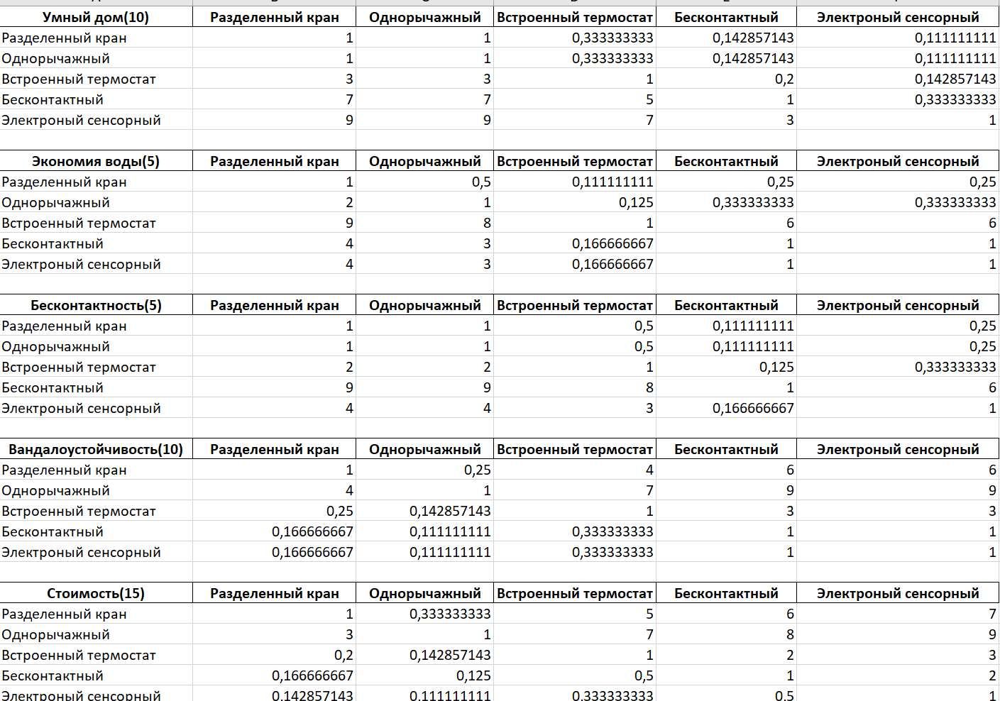 Умный дом(10) Разделенный кран Однорычажный Встроенный термостат Бесконтактный Электроный сенсорный
Разделенный кран 1 1 0,333333333 0,142857143 0,111111111
Однорычажный 1 1 0,333333333 0,142857143 0,111111111
Встроенный термостат 3 3 1 0,2 0,142857143
Бесконтактный 7 7 5 1 0,333333333
Электроный сенсорный 9 9 7 3 1
Экономия воды(5) Разделенный кран Однорычажный Встроенный термостат Бесконтактный Электроный сенсорный
Разделенный кран 1 0,5 0,111111111 0,25 0,25
Однорычажный 2 1 0,125 0,333333333 0,333333333
Встроенный термостат 9 8 1 6 6
Бесконтактный 4 3 0,166666667 1 1
Электроный сенсорный 4 3 0,166666667 1 1
Бесконтактность(5) Разделенный кран Однорычажный Встроенный термостат Бесконтактный Электроный сенсорный
Разделенный кран 1 1 0,5 0,111111111 0,25
Однорычажный 1 1 0,5 0,111111111 0,25
Встроенный термостат 2 2 1 0,125 0,333333333
Бесконтактный 9 9 8 1 6
Электроный сенсорный 4 4 3 0,166666667 1
Вандалоустойчивость(10) Разделенный кран Однорычажный Встроенный термостат Бесконтактный Электроный сенсорный
Разделенный кран 1 0,25 4 6 6
Однорычажный 4 1 7 9 9
Встроенный термостат 0,25 0,142857143 1 3 3
Бесконтактный 0,166666667 0,111111111 0,333333333 1 1
Электроный сенсорный 0,166666667 0,111111111 0,333333333 1 1
Стоимость(15) Разделенный кран Однорычажный Встроенный термостат Бесконтактный Электроный сенсорный
Разделенный кран 1 0,333333333 5 6 7
Однорычажный 3 1 7 8 9
Встроенный термостат 0,2 0,142857143 1 2 3
Бесконтактный 0,166666667 0,125 0,5 1 2
Электроный сенсорный 0,142857143 0,111111111 0,333333333 0,5 1